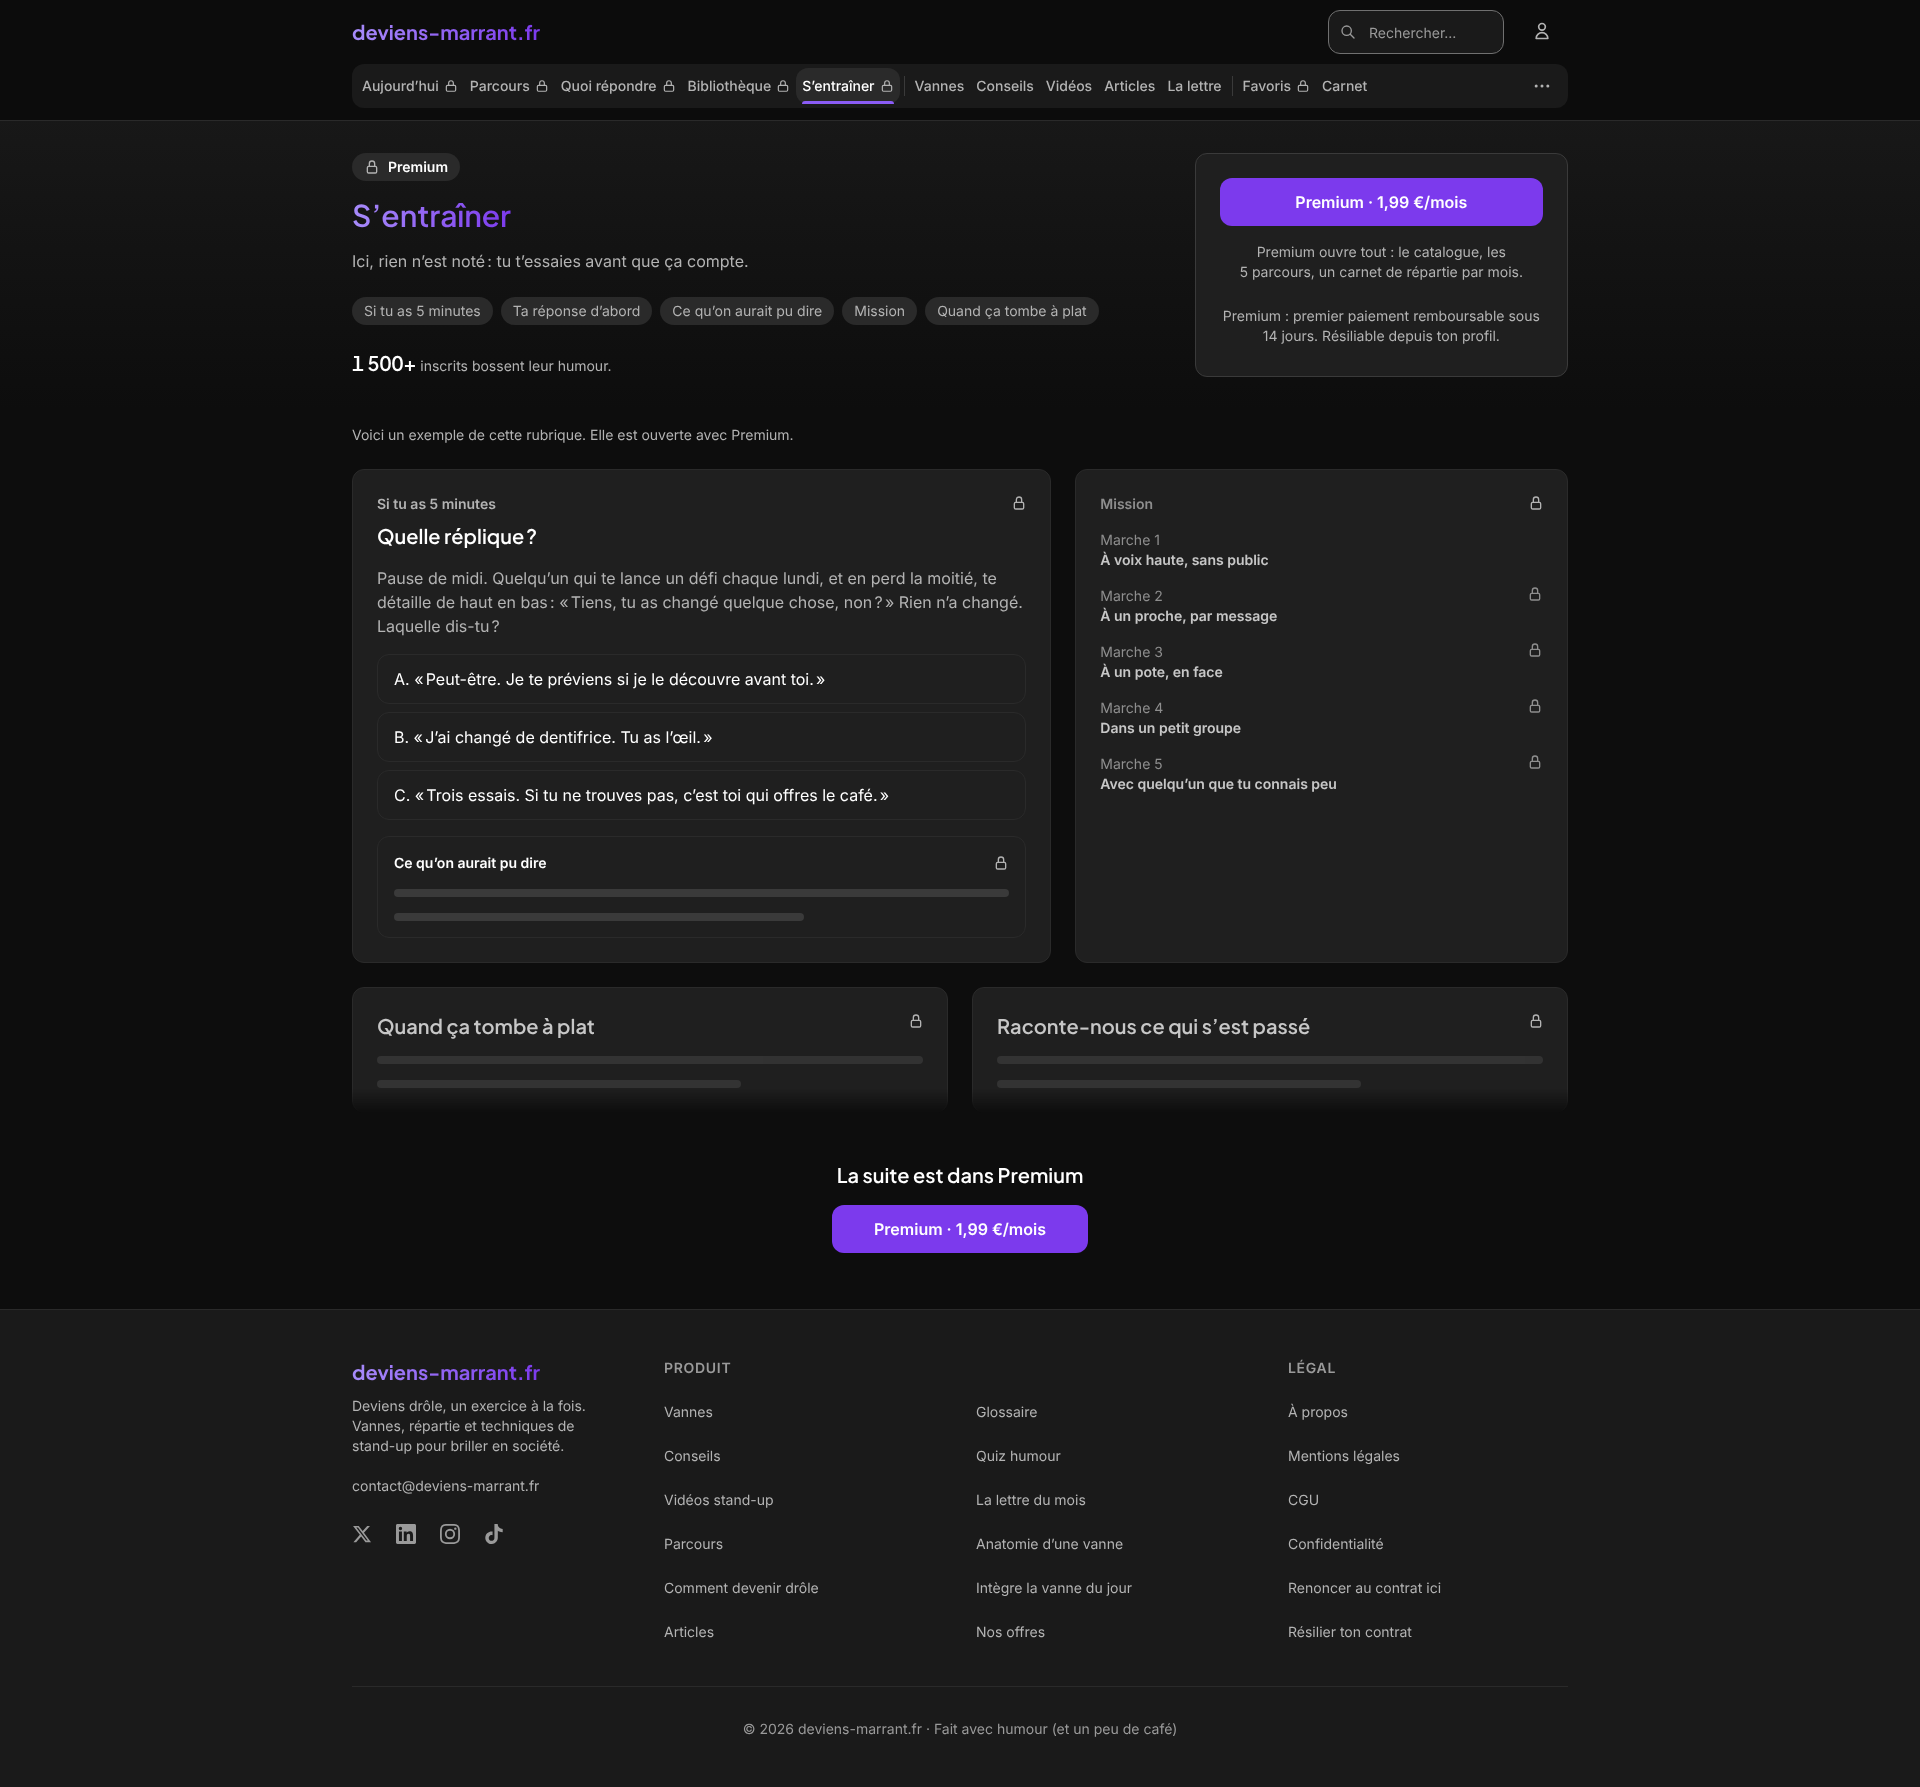 deviens-marrant.fr
Rechercher...
Aujourd’hui Parcours Quoi répondre Bibliothèque S’entraîner Vannes Conseils Vidéos Articles La lettre Favoris Carnet
Premium
S’entraîner
Ici, rien n’est noté : tu t’essaies avant que ça compte.
Si tu as 5 minutes
Ta réponse d’abord
Ce qu’on aurait pu dire
Mission
Quand ça tombe à plat
1 500+ inscrits bossent leur humour.
Premium · 1,99 €/mois
Premium ouvre tout : le catalogue, les
5 parcours, un carnet de répartie par mois.
Premium : premier paiement remboursable sous
14 jours. Résiliable depuis ton profil.
Voici un exemple de cette rubrique. Elle est ouverte avec Premium.
Si tu as 5 minutes
Quelle réplique ?
Pause de midi. Quelqu’un qui te lance un défi chaque lundi, et en perd la moitié, te
détaille de haut en bas : « Tiens, tu as changé quelque chose, non ? » Rien n’a changé.
Laquelle dis-tu ?
A. « Peut-être. Je te préviens si je le découvre avant toi. »
B. « J’ai changé de dentifrice. Tu as l’œil. »
C. « Trois essais. Si tu ne trouves pas, c’est toi qui offres le café. »
Ce qu’on aurait pu dire
Mission
Marche 1
À voix haute, sans public
Marche 2
À un proche, par message
Marche 3
À un pote, en face
Marche 4
Dans un petit groupe
Marche 5
Avec quelqu’un que tu connais peu
Quand ça tombe à plat
Raconte-nous ce qui s’est passé
La suite est dans Premium
Premium · 1,99 €/mois
deviens-marrant.fr
Deviens drôle, un exercice à la fois.
Vannes, répartie et techniques de
stand-up pour briller en société.
contact@deviens-marrant.fr
PRODUIT
Vannes
Conseils
Vidéos stand-up
Parcours
Comment devenir drôle
Articles
Glossaire
Quiz humour
La lettre du mois
Anatomie d’une vanne
Intègre la vanne du jour
Nos offres
LÉGAL
À propos
Mentions légales
CGU
Confidentialité
Renoncer au contrat ici
Résilier ton contrat
© 2026 deviens-marrant.fr · Fait avec humour (et un peu de café)